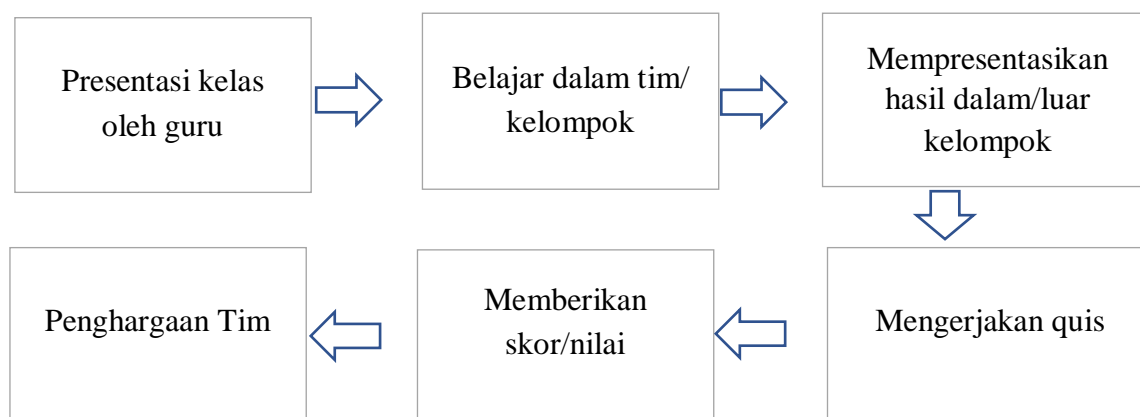 Presentasi kelas
oleh guru
Belajar dalam tim/
kelompok
Mempresentasikan
hasil dalam/luar
kelompok
Mengerjakan quis
Memberikan
skor/nilai
Penghargaan Tim